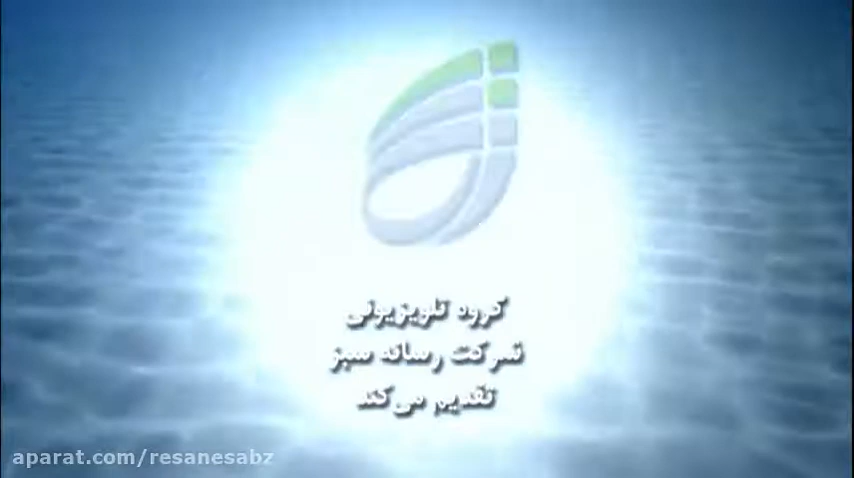 گروه تلویزیونی
شرکت رسانه سبز
تقدیم می‌کند
aparat.com/resanesabz